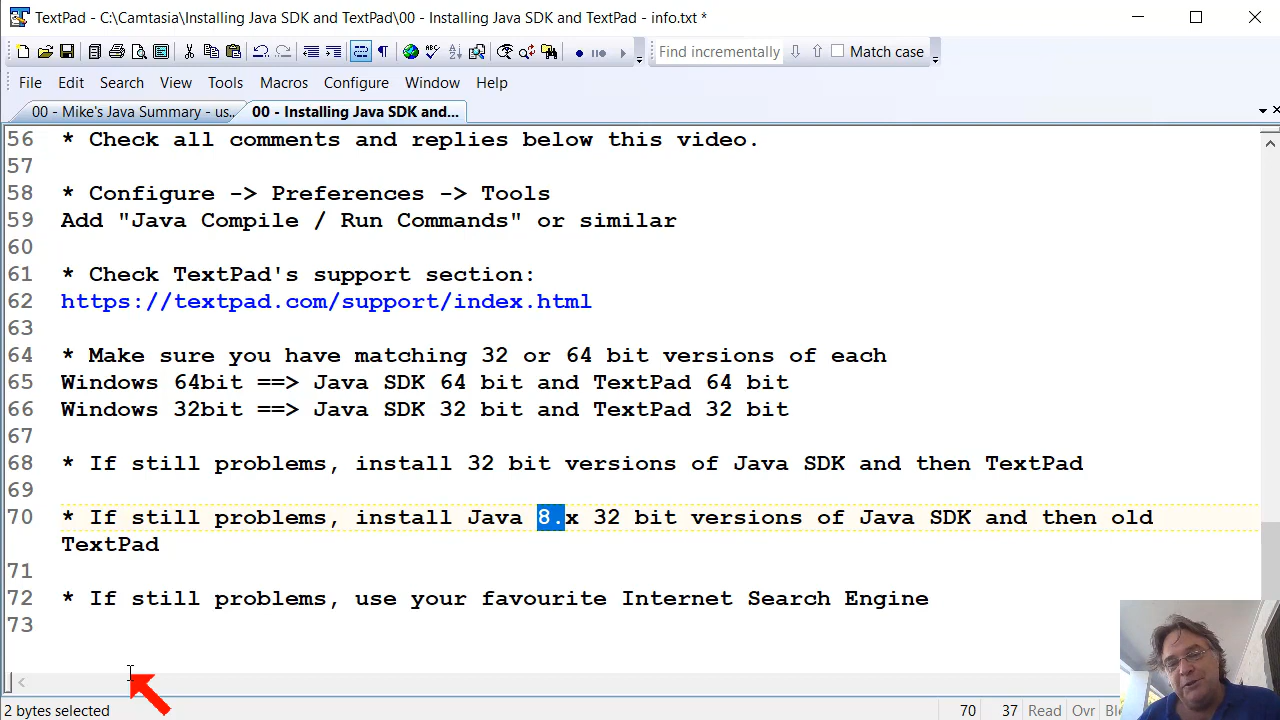 TextPad - C:\Camtasia\Installing Java SDK and TextPad\00 - Installing Java SDK and TextPad - info.txt *
Find incrementally
Match case
File Edit Search View Tools Macros Configure Window Help
00 - Mike's Java Summary - us... 00 - Installing Java SDK and...
56 * Check all comments and replies below this video.
57
58 * Configure -> Preferences -> Tools
59 Add "Java Compile / Run Commands" or similar
60
61 * Check TextPad's support section:
62 https://textpad.com/support/index.html
63
64 * Make sure you have matching 32 or 64 bit versions of each
65 Windows 64bit ==> Java SDK 64 bit and TextPad 64 bit
66 Windows 32bit ==> Java SDK 32 bit and TextPad 32 bit
67
68 * If still problems, install 32 bit versions of Java SDK and then TextPad
69
70 * If still problems, install Java 8.x 32 bit versions of Java SDK and then old
TextPad
71
72 * If still problems, use your favourite Internet Search Engine
73
2 bytes selected 70 37 Read Ovr